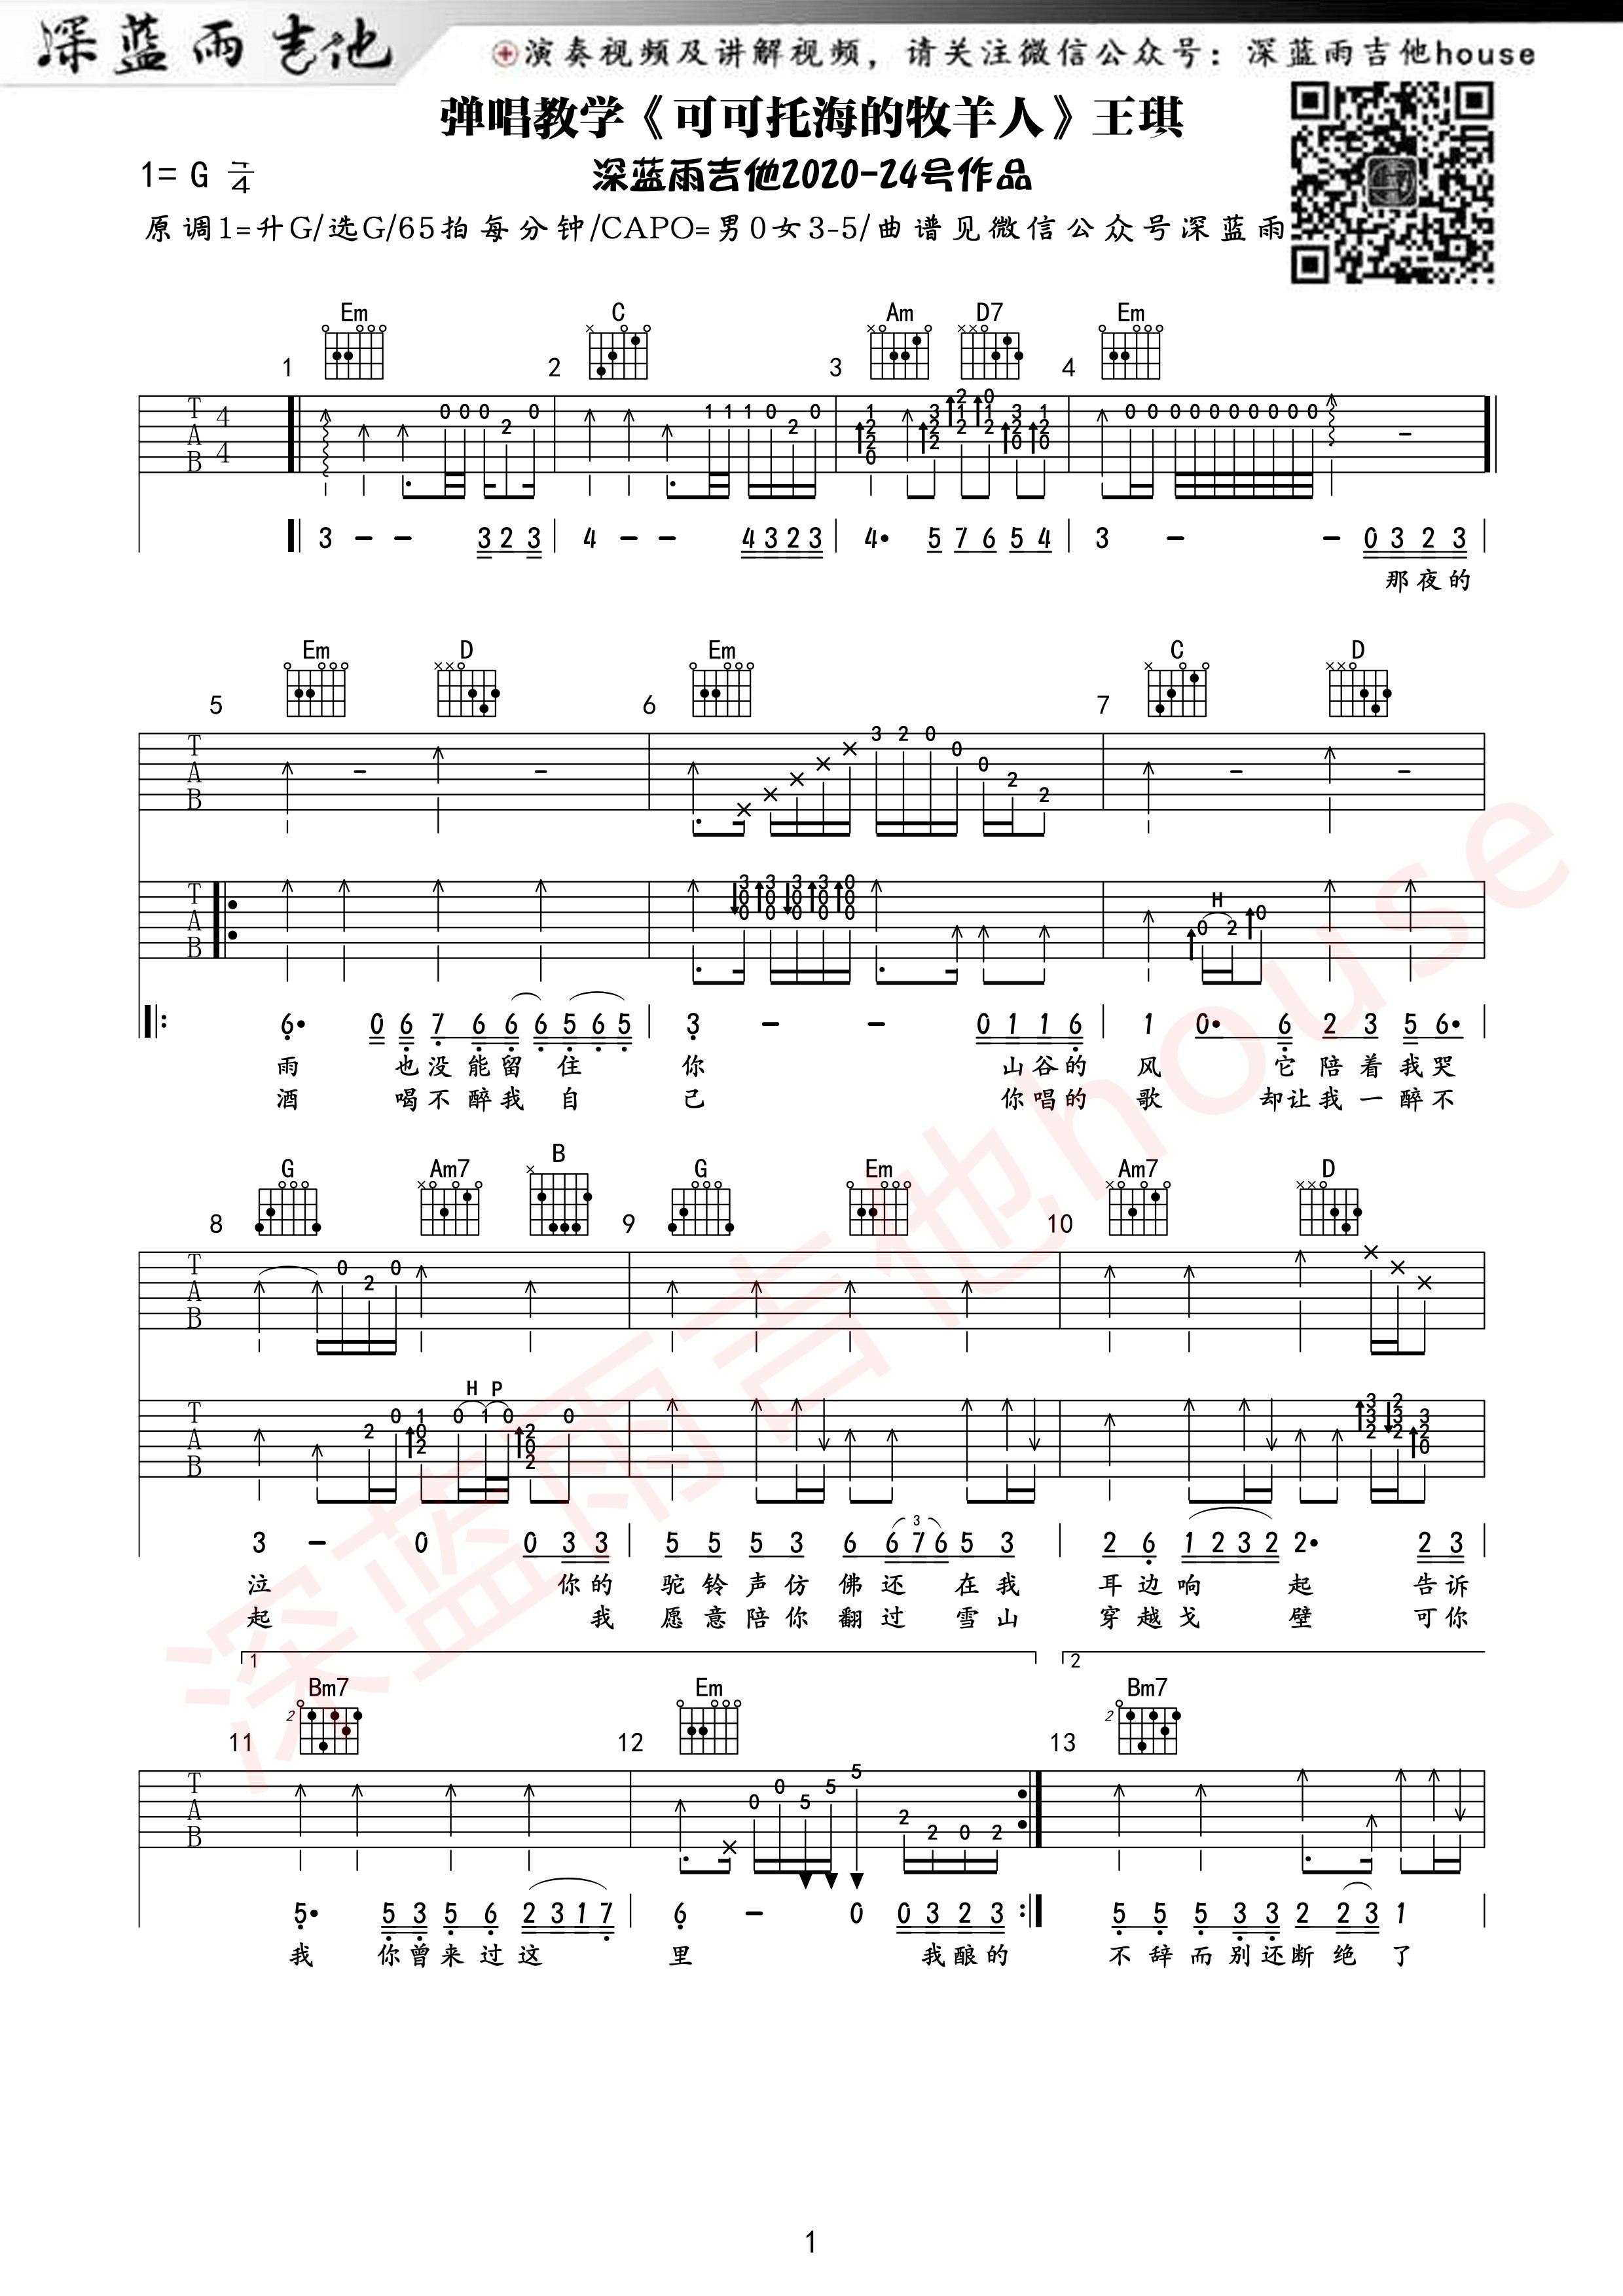 深蓝雨吉他
演奏视频及讲解视频，请关注微信公众号：深蓝雨吉他house
弹唱教学《可可托海的牧羊人》王琪
1= G 4
深蓝雨吉他2020-24号作品
原调1=升G/选G/65拍每分钟/CAPO=男0女3-5/曲谱见微信公众号深蓝雨
Em C Am D7 Em
1 2 3 4
T A B 4 4
3 – – 3 2 3 | 4 – – 4 3 2 3 | 4• 5 7 6 5 4 | 3 – – 0 3 2 3
那夜的
Em D Em C D
5 6 7
T A B
T A B
H
6• 0 6 7 6 6 6 5 6 5 | 3 – – 0 1 1 6 | 1 0• 6 2 3 5 6•
雨 也没能留住 你 山谷的 风 它陪着我哭
酒 喝不醉我自 己 你唱的 歌 却让我一醉不
G Am7 B G Em Am7 D
8 9 10
T A B
H P
T A B
3 – 0 0 3 3 | 5 5 5 3 6 6 7 6 5 3 | 2 6 1 2 3 2 2• 2 3
泣 你的 驼铃声仿佛还在我 耳边响起 告诉
起 我 愿意陪你翻过雪山 穿越戈壁 可你
1 2
Bm7 Em Bm7
11 12 13
T A B
5• 5 3 5 6 2 3 1 7 | 6 – 0 0 3 2 3 | 5 5 5 3 3 2 2 3 1
我 你曾来过这 里 我酿的 不辞而别还断绝了
深蓝雨吉他house
1